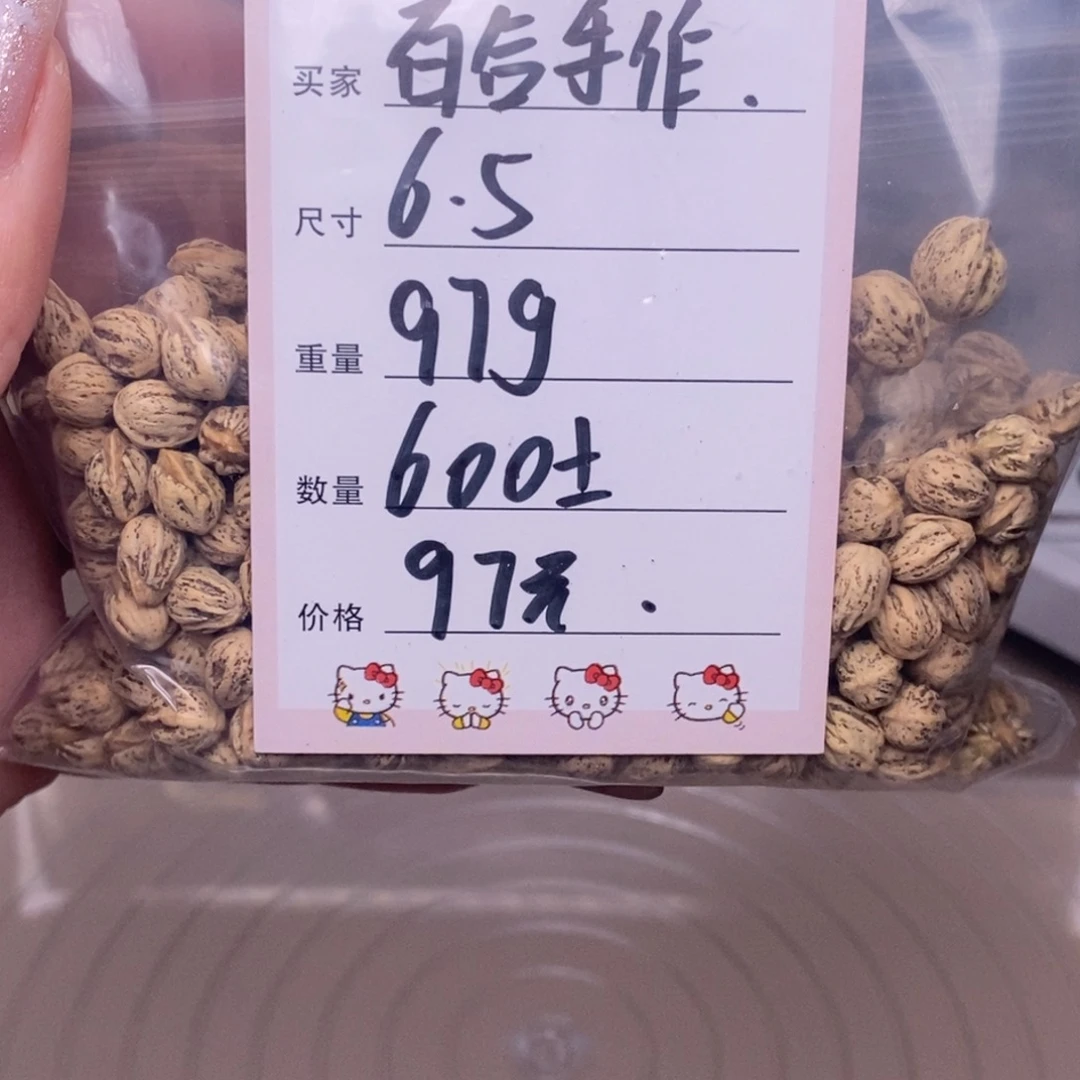 买家 百合手作.
尺寸 6.5
重量 97g
数量 600±
价格 97元.